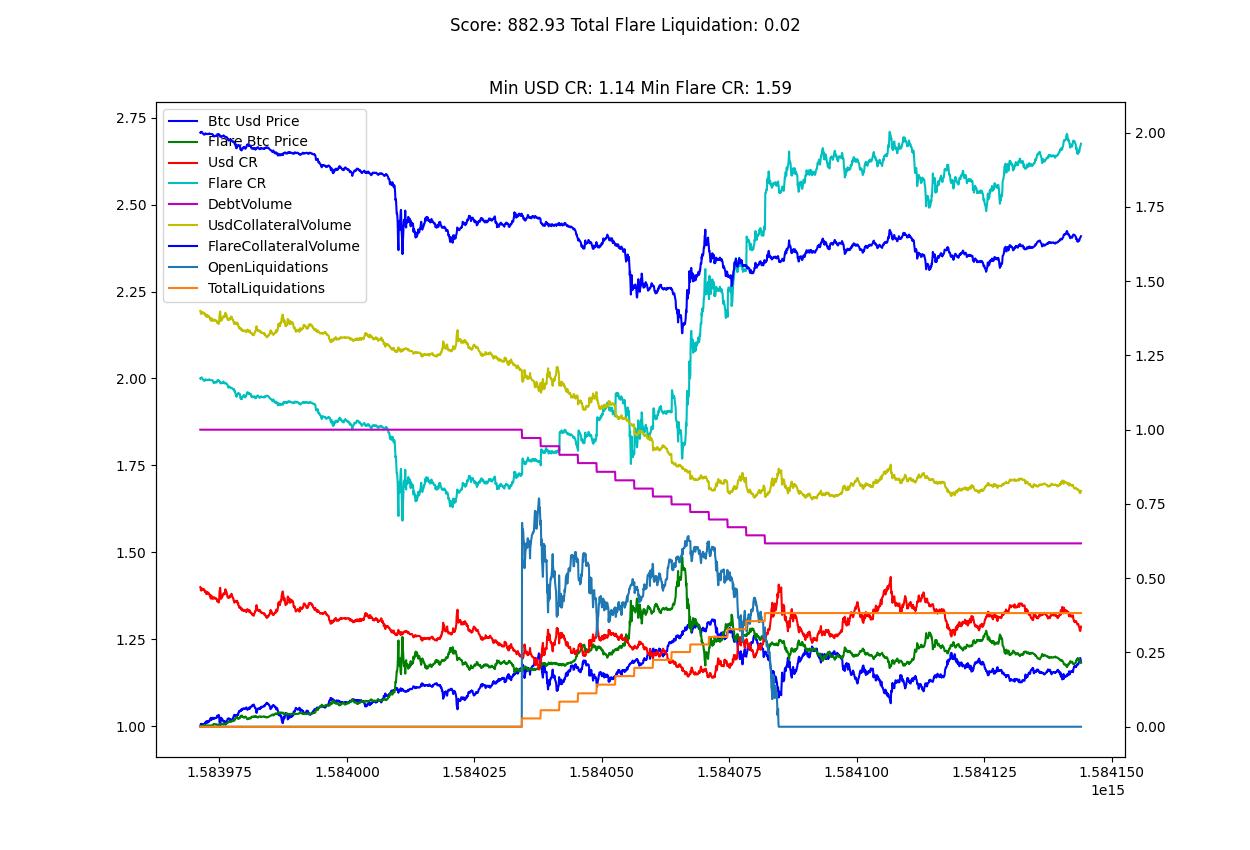 Score: 882.93 Total Flare Liquidation: 0.02
Min USD CR: 1.14 Min Flare CR: 1.59
Btc Usd Price
Flare Btc Price
Usd CR
Flare CR
DebtVolume
UsdCollateralVolume
FlareCollateralVolume
OpenLiquidations
TotalLiquidations
2.75
2.50
2.25
2.00
1.75
1.50
1.25
1.00
2.00
1.75
1.50
1.25
1.00
0.75
0.50
0.25
0.00
1.583975 1.584000 1.584025 1.584050 1.584075 1.584100 1.584125 1.584150
1e15